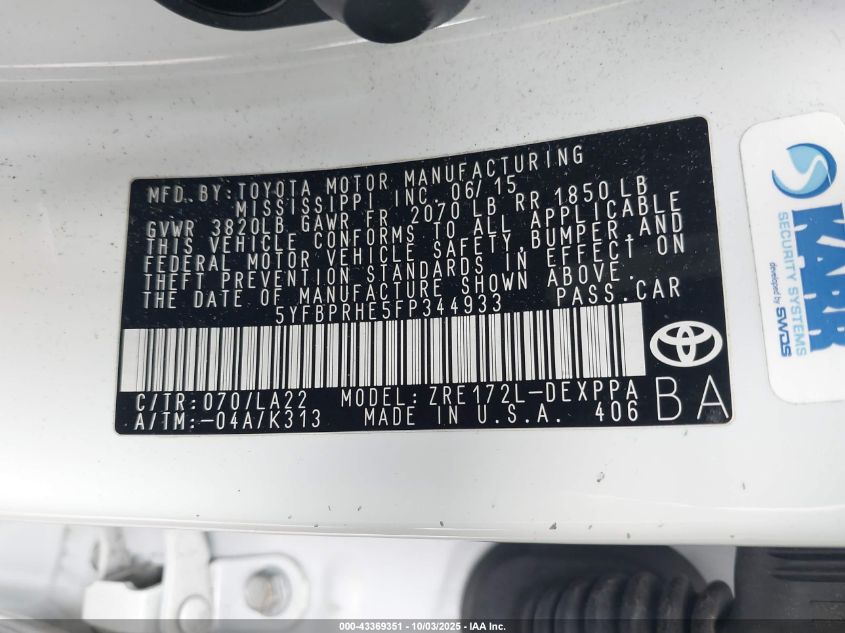 MFD. BY: TOYOTA MOTOR MANUFACTURING
MISSISSIPPI INC. 06/15
GVWR 3820LB GAWR FR 2070 LB RR 1850 LB
THIS VEHICLE CONFORMS TO ALL APPLICABLE
FEDERAL MOTOR VEHICLE SAFETY, BUMPER, AND
THEFT PREVENTION STANDARDS IN EFFECT ON
THE DATE OF MANUFACTURE SHOWN ABOVE.
5YFBPRHE5FP344933 PASS. CAR
C/TR: 070/LA22 MODEL: ZRE172L-DEXPPA
A/TM: -04A/K313 MADE IN U.S.A. 406
BA
KARR
SECURITY SYSTEMS
developed by SWDS
000-43369351 | 10/03/2025 | IAA Inc.